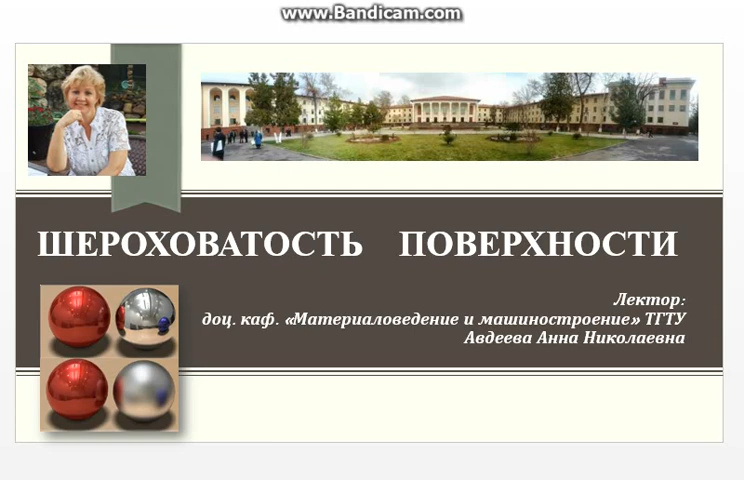 www.Bandicam.com
ШЕРОХОВАТОСТЬ ПОВЕРХНОСТИ
Лектор:
доц. каф. «Материаловедение и машиностроение» ТГТУ
Авдеева Анна Николаевна